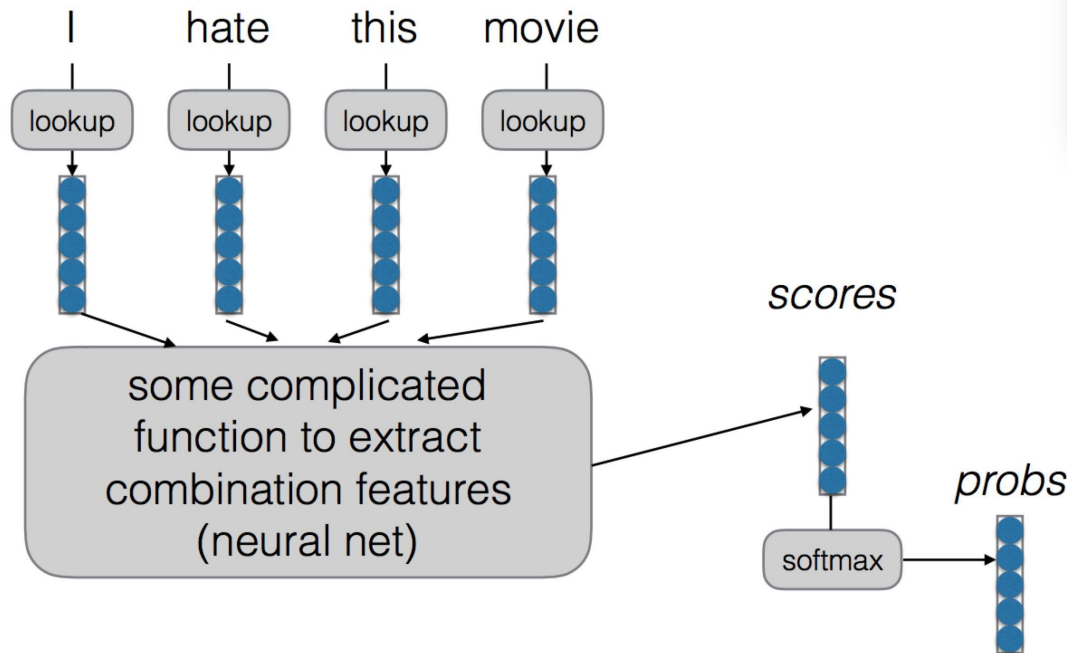 I hate this movie
lookup lookup lookup lookup
scores
some complicated
function to extract
combination features
(neural net)
probs
softmax